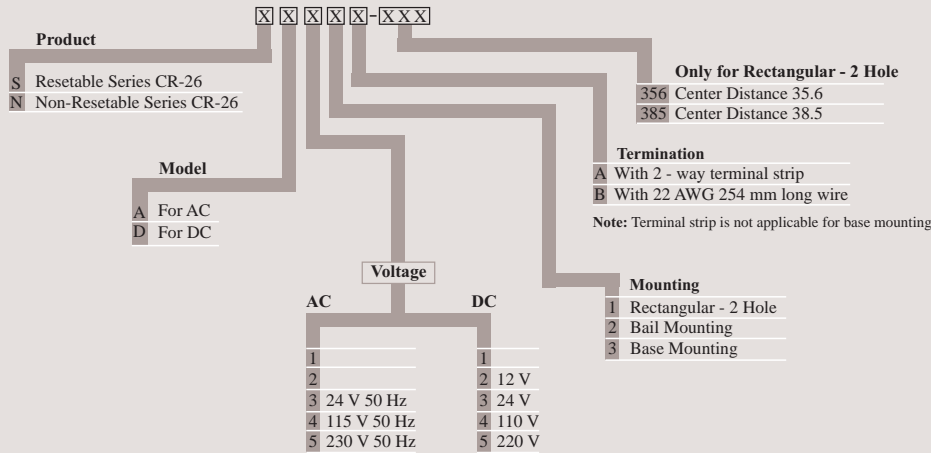 X X X X X-X X X
Product
S Resetable Series CR-26
N Non-Resetable Series CR-26
Only for Rectangular - 2 Hole
356 Center Distance 35.6
385 Center Distance 38.5
Model
A For AC
D For DC
Termination
A With 2 - way terminal strip
B With 22 AWG 254 mm long wire
Note: Terminal strip is not applicable for base mounting
Voltage
AC
1
2
3 24 V 50 Hz
4 115 V 50 Hz
5 230 V 50 Hz
DC
1
2 12 V
3 24 V
4 110 V
5 220 V
Mounting
1 Rectangular - 2 Hole
2 Bail Mounting
3 Base Mounting